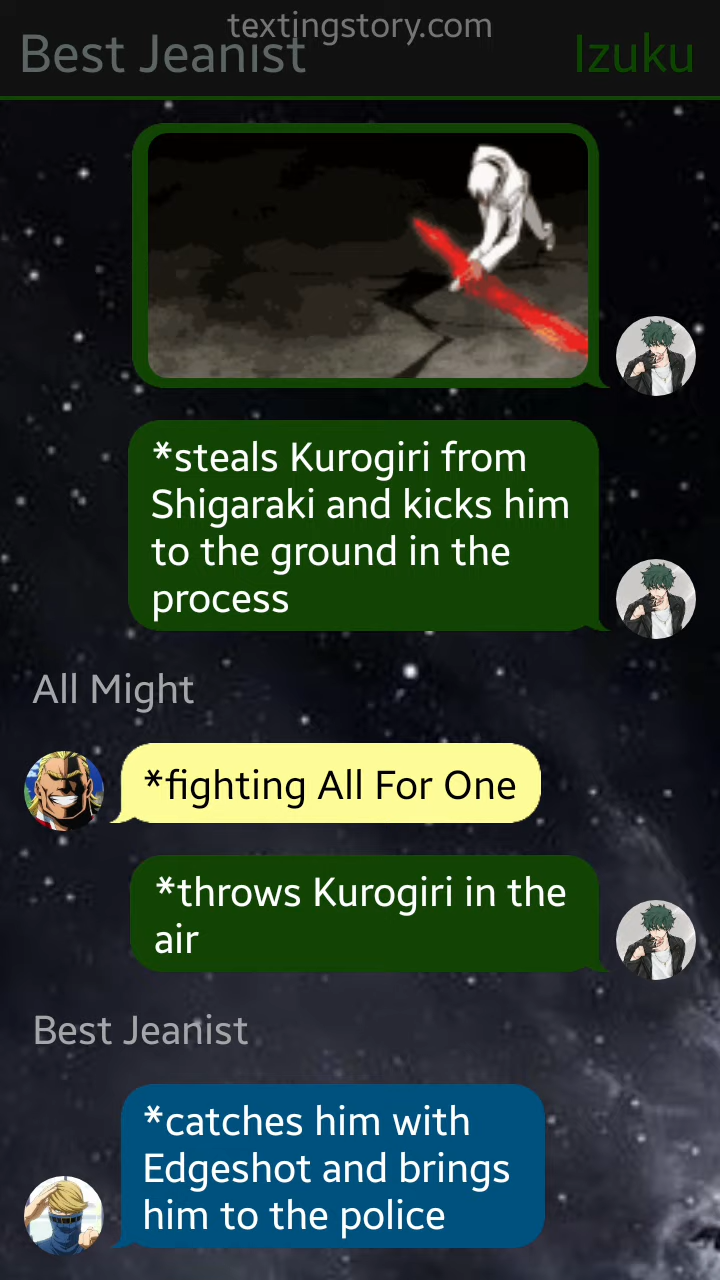 textingstory.com
Best Jeanist
Izuku
*steals Kurogiri from
Shigaraki and kicks him
to the ground in the
process
All Might
*fighting All For One
*throws Kurogiri in the
air
Best Jeanist
*catches him with
Edgeshot and brings
him to the police